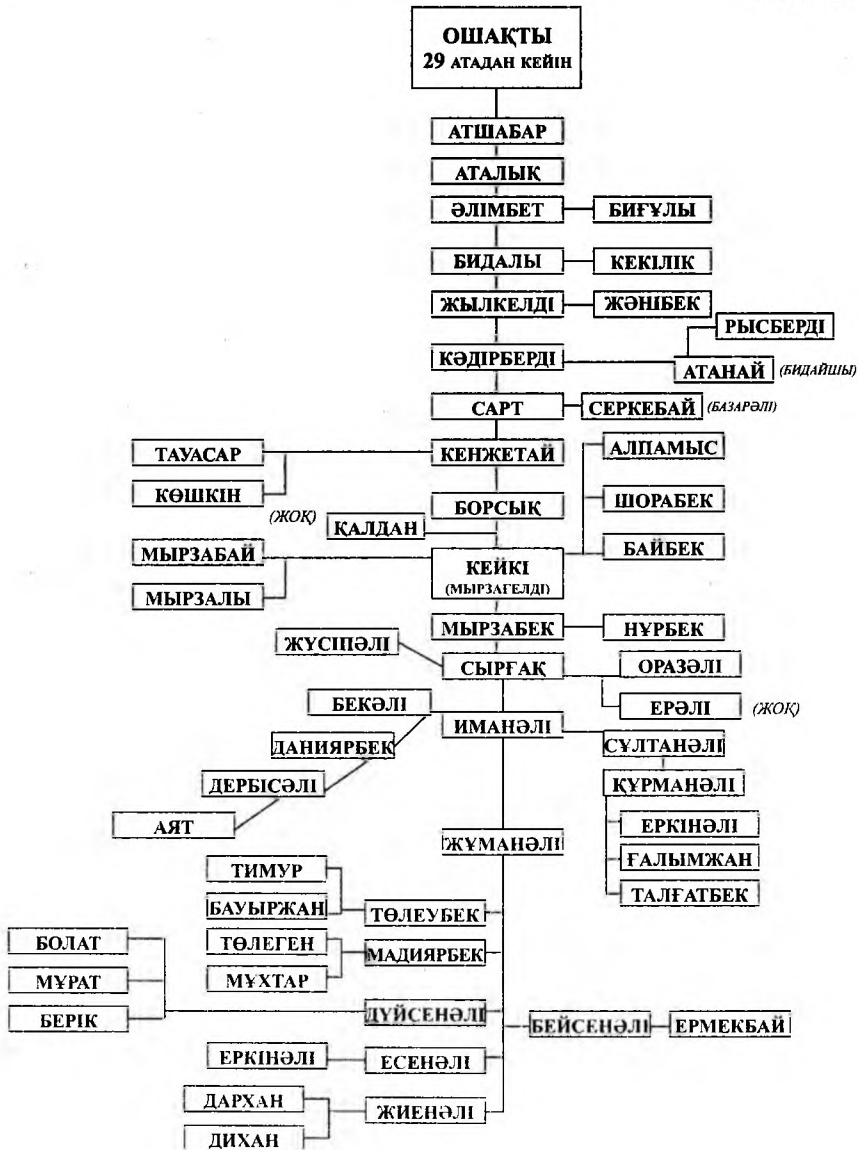 ОШАҚТЫ
29 АТАДАН КЕЙІН
АТШАБАР
АТАЛЫҚ
ӘЛІМБЕТ БИҒҰЛЫ
БИДАЛЫ КЕКІЛІК
ЖЫЛКЕЛДІ ЖӘНІБЕК
РЫСБЕРДІ
КӘДІРБЕРДІ АТАНАЙ (БИДАЙШЫ)
САРТ СЕРКЕБАЙ (БАЗАРӘЛІ)
ТАУАСАР КЕНЖЕТАЙ АЛПАМЫС
КӨШКІН БОРСЫҚ ШОРАБЕК
(ЖОҚ) ҚАЛДАН
МЫРЗАБАЙ КЕЙКІ БАЙБЕК
МЫРЗАЛЫ (МЫРЗАГЕЛДІ)
МЫРЗАБЕК НҰРБЕК
ЖҮСІПӘЛІ СЫРҒАҚ ОРАЗӘЛІ
БЕКӘЛІ ЕРӘЛІ (ЖОҚ)
ИМАНӘЛІ
ДАНИЯРБЕК СҰЛТАНӘЛІ
ДЕРБІСӘЛІ ҚҰРМАНӘЛІ
АЯТ ЕРКІНӘЛІ
ЖҰМАНӘЛІ ҒАЛЫМЖАН
ТИМУР ТАЛҒАТБЕК
БАУЫРЖАН ТӨЛЕУБЕК
БОЛАТ ТӨЛЕГЕН МАДИЯРБЕК
МҰРАТ МҰХТАР
БЕРІК ДҮЙСЕНӘЛІ БЕЙСЕНӘЛІ ЕРМЕКБАЙ
ЕРКІНӘЛІ ЕСЕНӘЛІ
ДАРХАН ЖИЕНӘЛІ
ДИХАН